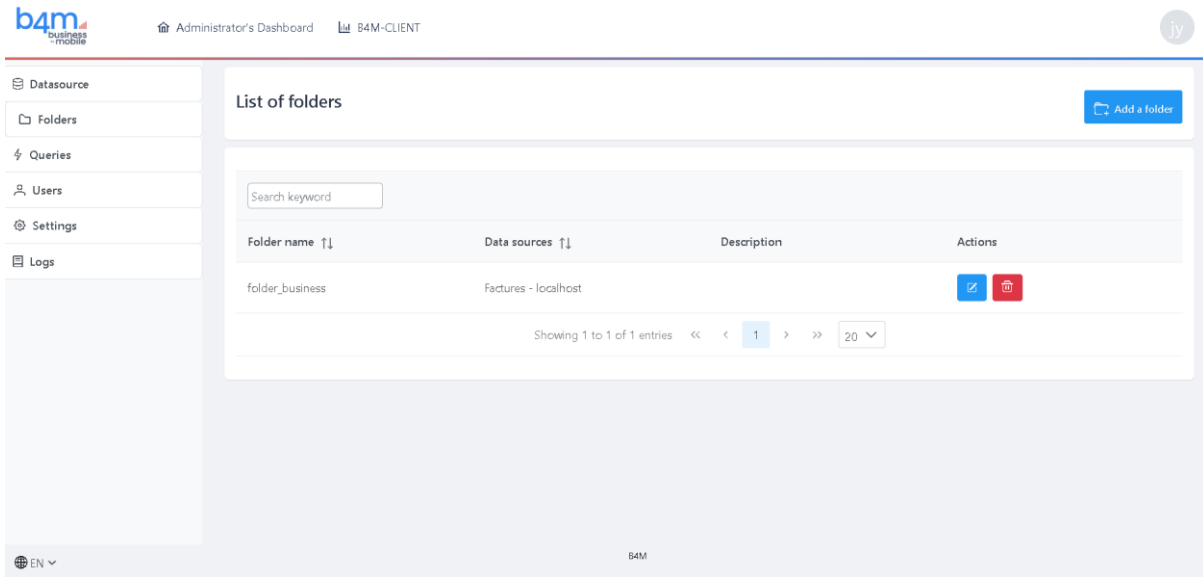 b4m
business
-mobile
Administrator's Dashboard
B4M-CLIENT
jy
Datasource
Folders
Queries
Users
Settings
Logs
List of folders
Add a folder
Search keyword
Folder name
Data sources
Description
Actions
folder_business
Factures - localhost
Showing 1 to 1 of 1 entries
1
20
EN
B4M